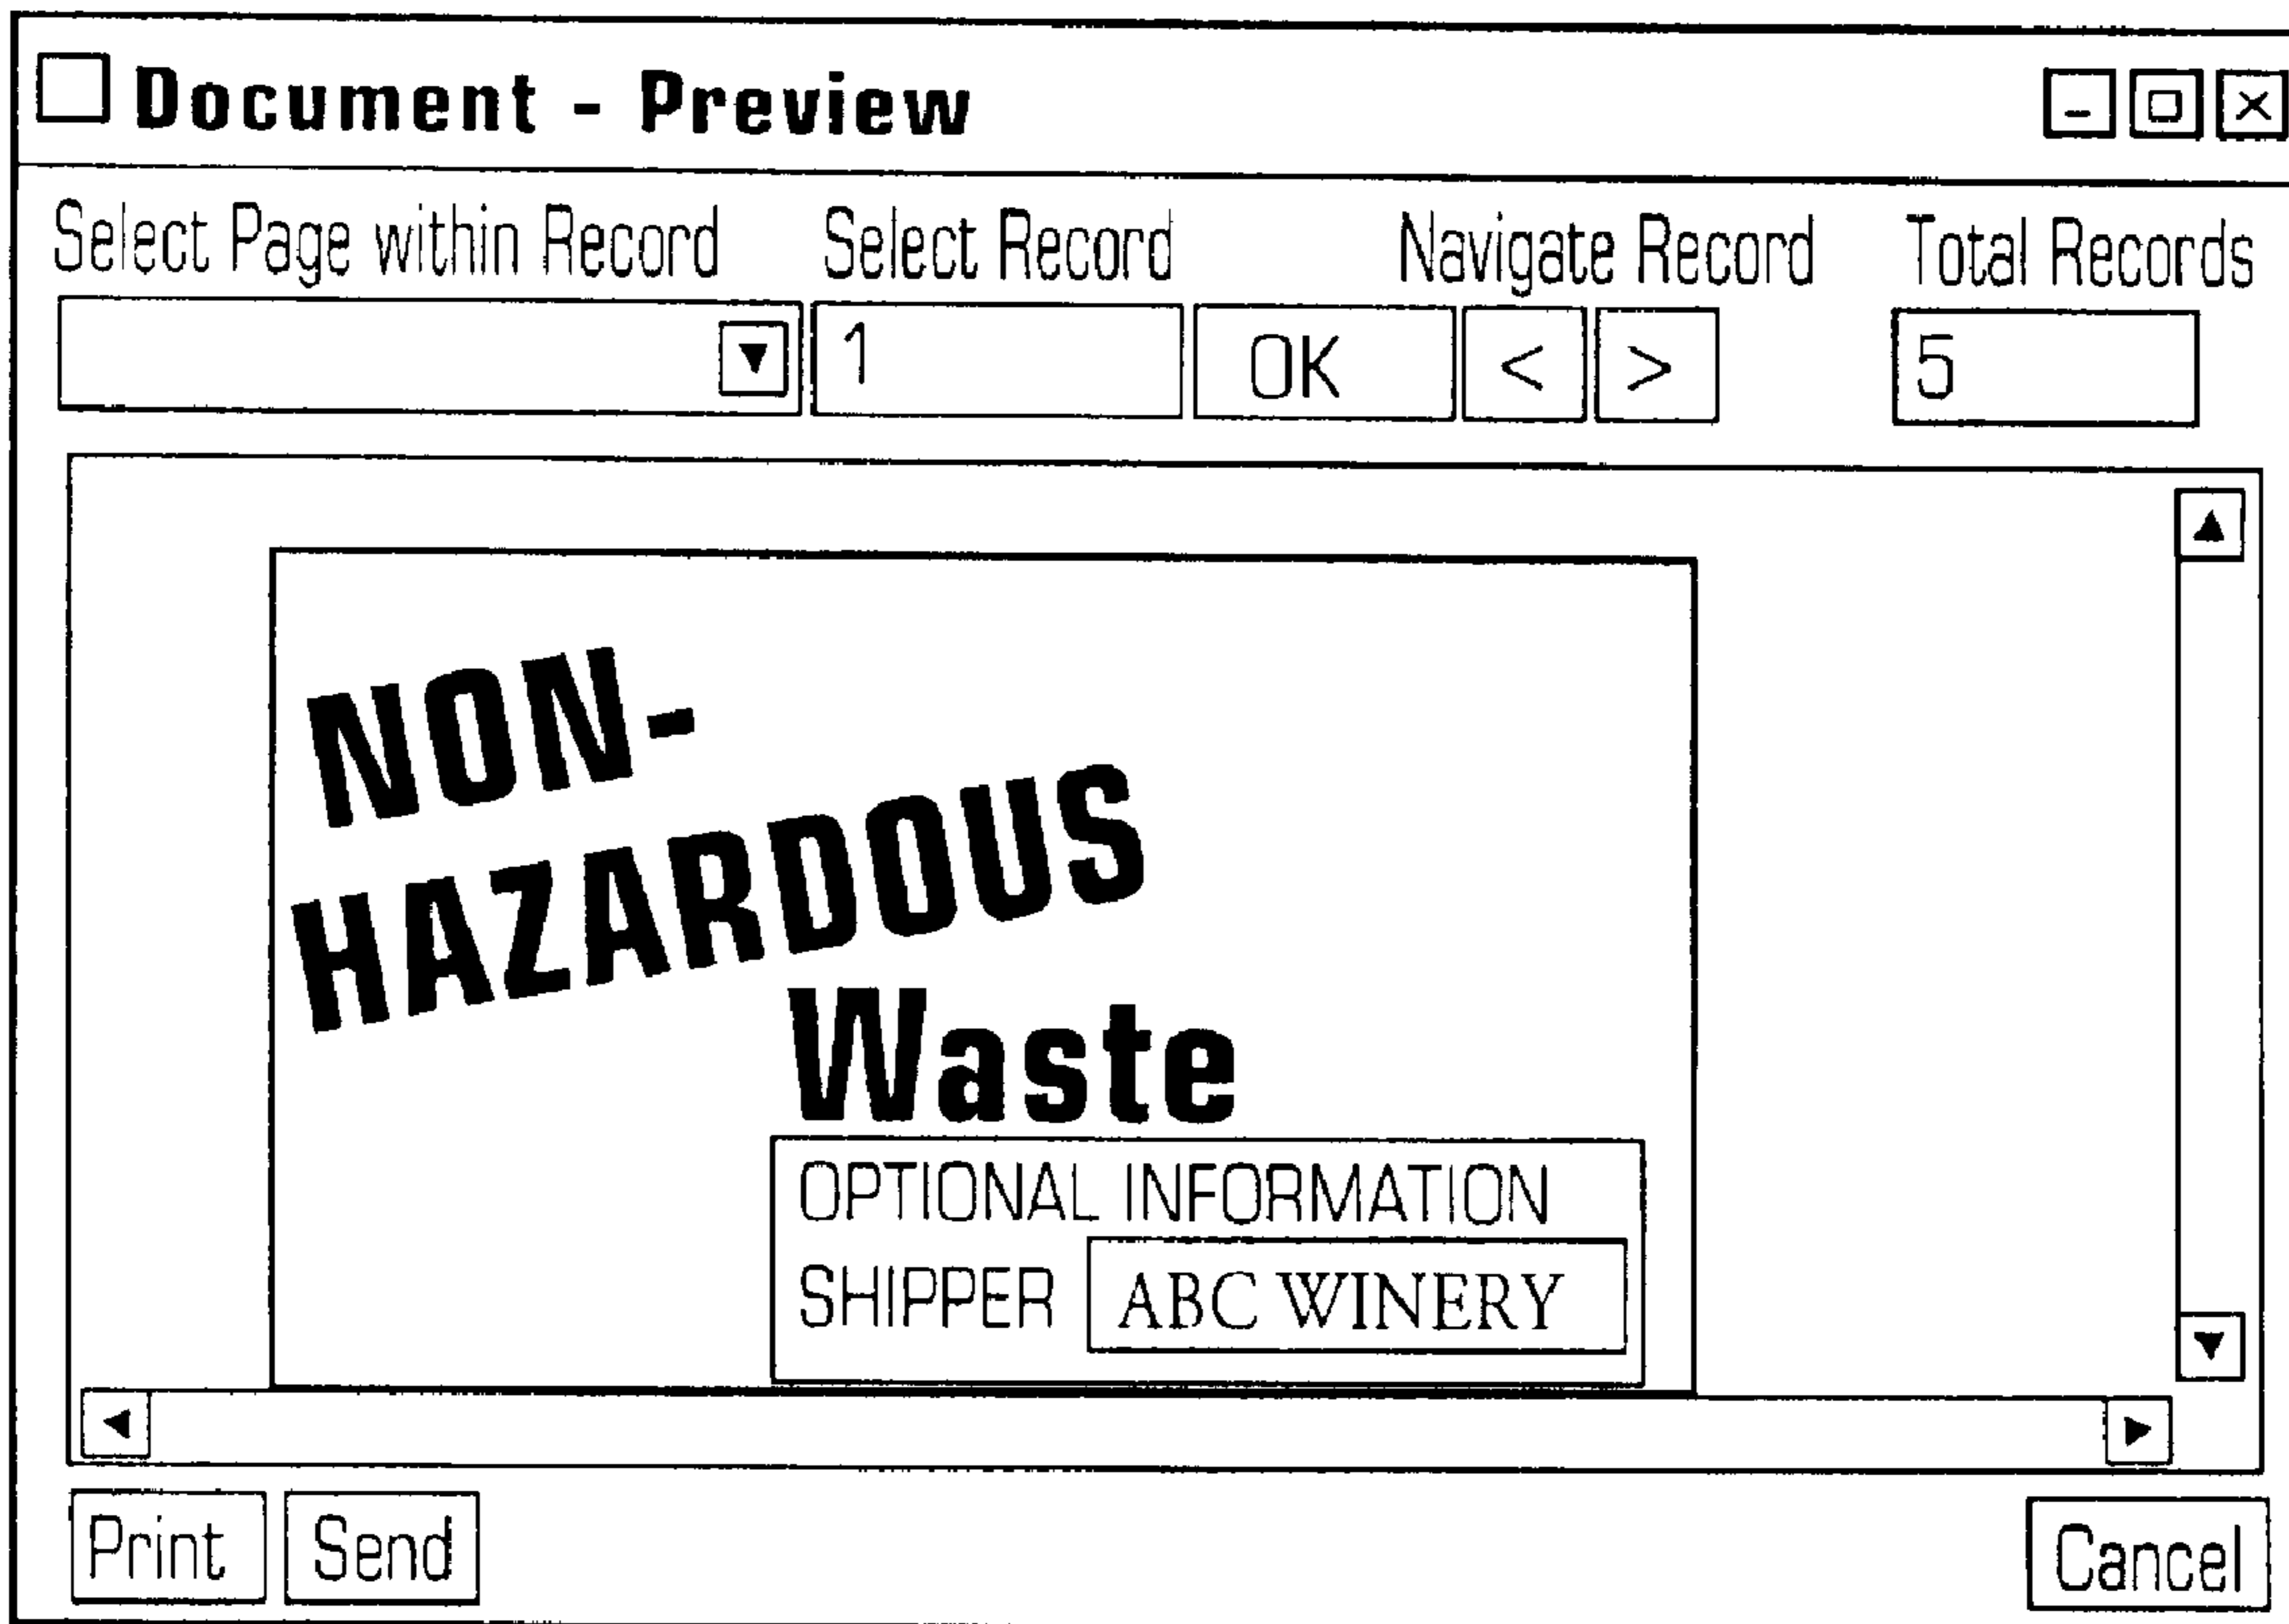 Document - Preview
Select Page within Record Select Record Navigate Record Total Records
1 OK < > 5
NON-
HAZARDOUS
Waste
OPTIONAL INFORMATION
SHIPPER ABC WINERY
Print Send Cancel